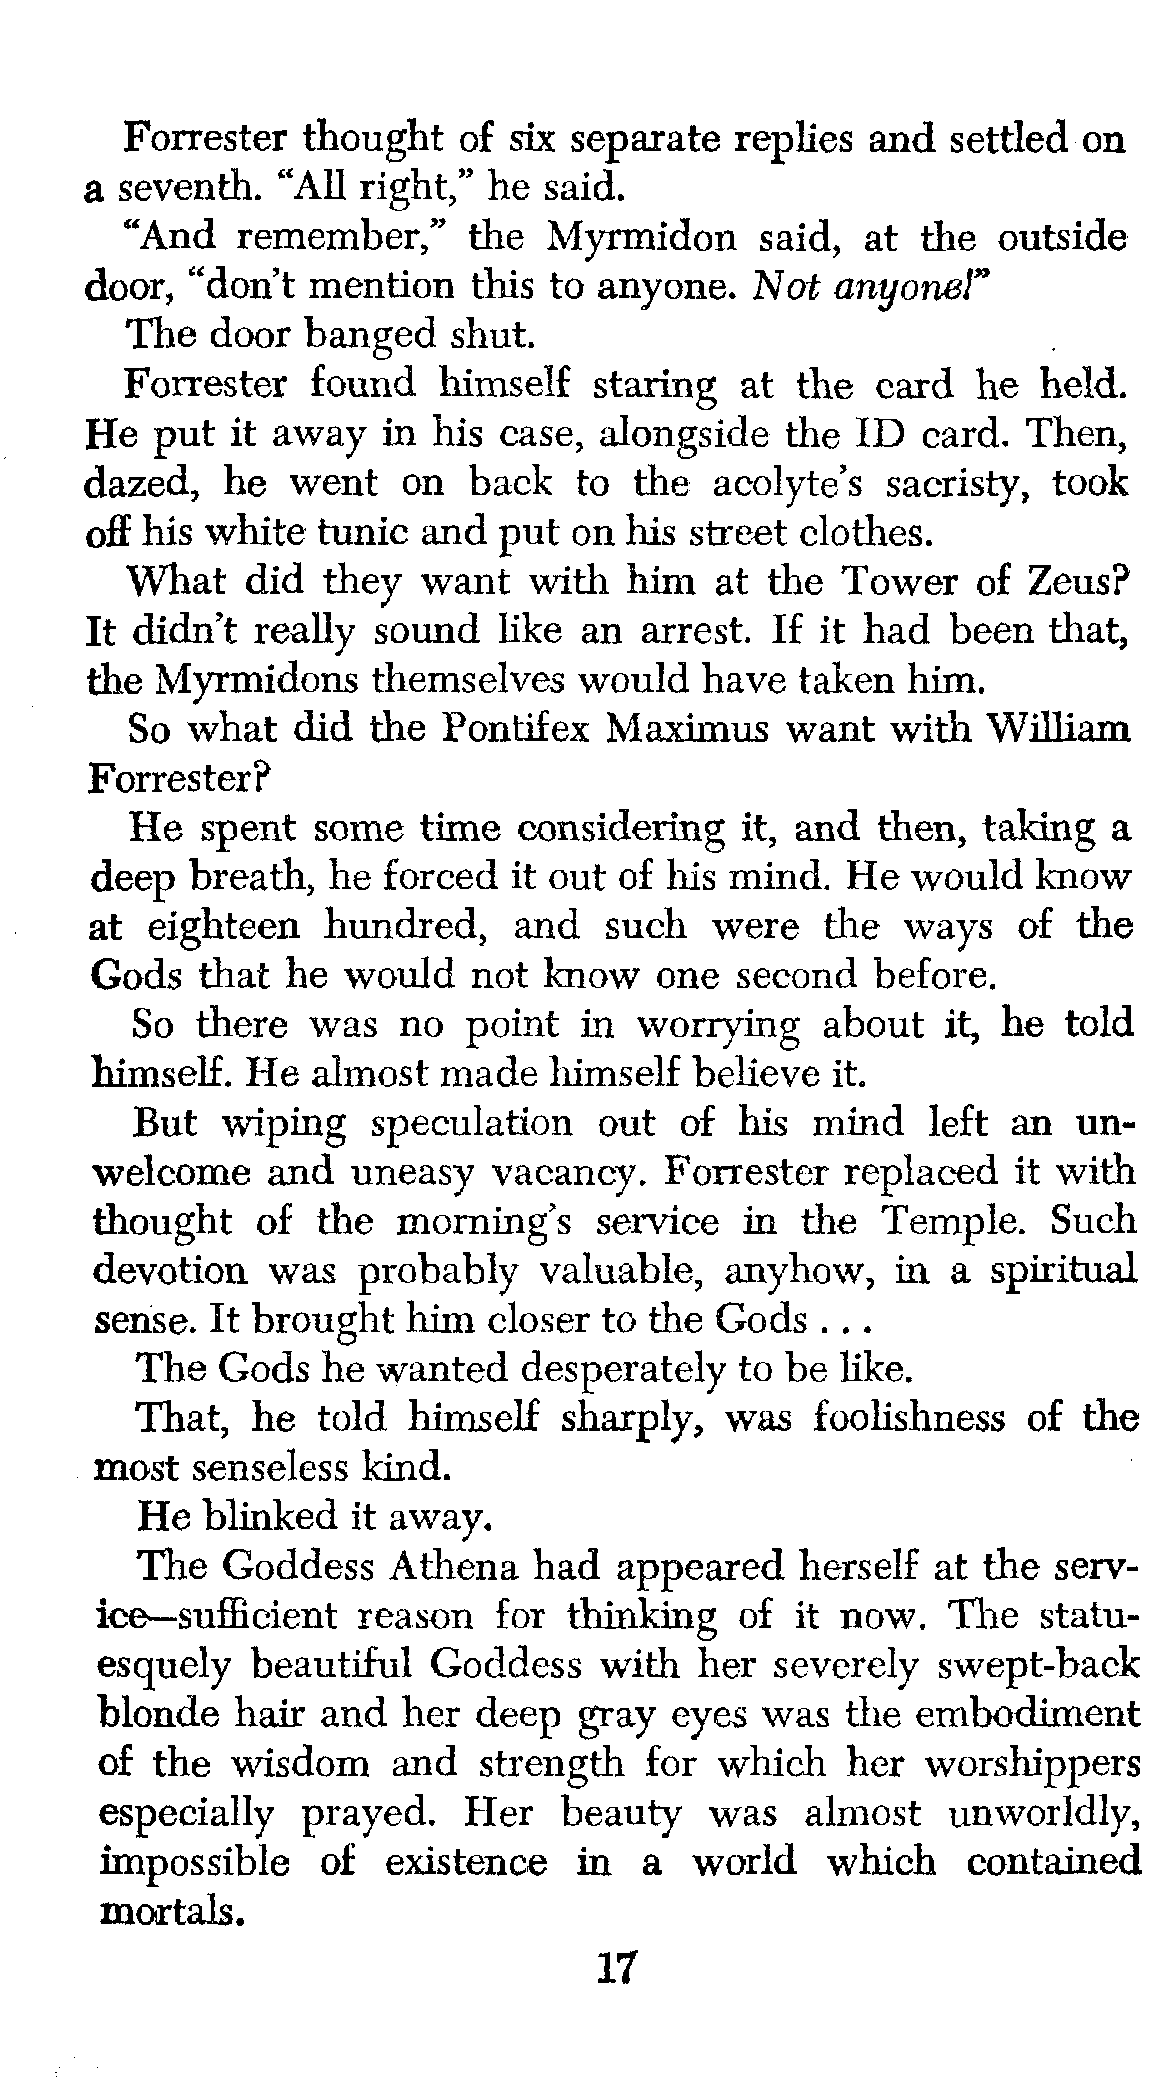 Forrester thought of six separate replies and settled on
a seventh. “All right,” he said.
“And remember,” the Myrmidon said, at the outside
door, “don’t mention this to anyone. Not anyone!”
The door banged shut.
Forrester found himself staring at the card he held.
He put it away in his case, alongside the ID card. Then,
dazed, he went on back to the acolyte’s sacristy, took
off his white tunic and put on his street clothes.
What did they want with him at the Tower of Zeus?
It didn’t really sound like an arrest. If it had been that,
the Myrmidons themselves would have taken him.
So what did the Pontifex Maximus want with William
Forrester?
He spent some time considering it, and then, taking a
deep breath, he forced it out of his mind. He would know
at eighteen hundred, and such were the ways of the
Gods that he would not know one second before.
So there was no point in worrying about it, he told
himself. He almost made himself believe it.
But wiping speculation out of his mind left an un-
welcome and uneasy vacancy. Forrester replaced it with
thought of the morning’s service in the Temple. Such
devotion was probably valuable, anyhow, in a spiritual
sense. It brought him closer to the Gods . . .
The Gods he wanted desperately to be like.
That, he told himself sharply, was foolishness of the
most senseless kind.
He blinked it away.
The Goddess Athena had appeared herself at the serv-
ice—sufficient reason for thinking of it now. The statu-
esquely beautiful Goddess with her severely swept-back
blonde hair and her deep gray eyes was the embodiment
of the wisdom and strength for which her worshippers
especially prayed. Her beauty was almost unworldly,
impossible of existence in a world which contained
mortals.
17